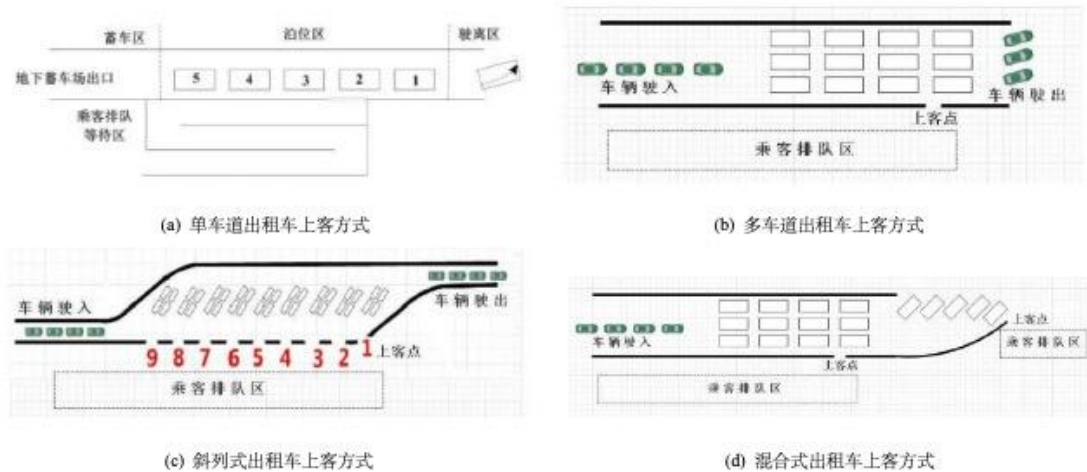 蓄车区 泊位区 驶离区
地下蓄车场出口 5 4 3 2 1
乘客排队
等待区
(a) 单车道出租车上客方式
车辆驶入
车辆驶出
上客点
乘客排队区
(b) 多车道出租车上客方式
车辆驶入
车辆驶出
9 8 7 6 5 4 3 2 1 上客点
乘客排队区
(c) 斜列式出租车上客方式
上客点
车辆驶入
乘客排队区
上客点
乘客排队区
(d) 混合式出租车上客方式